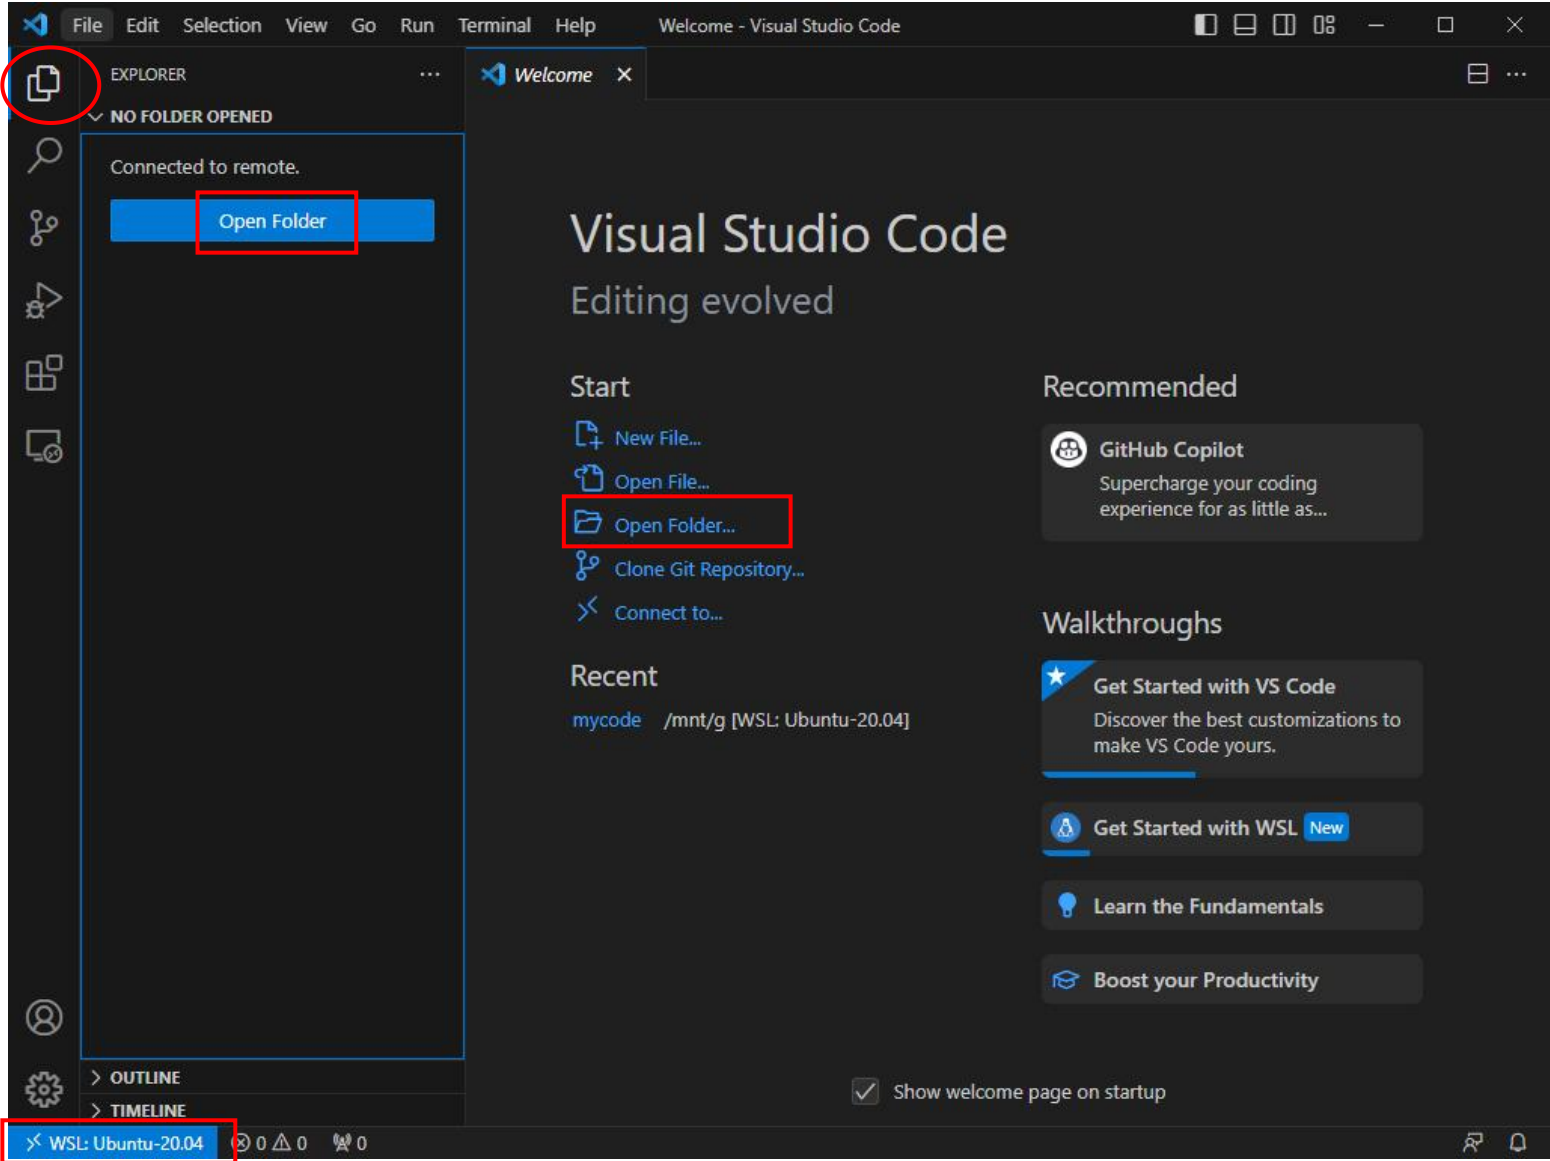 File Edit Selection View Go Run Terminal Help Welcome - Visual Studio Code
EXPLORER
Welcome
NO FOLDER OPENED
Connected to remote.
Open Folder
Visual Studio Code
Editing evolved
Start
New File...
Open File...
Open Folder...
Clone Git Repository...
Connect to...
Recent
mycode /mnt/g [WSL: Ubuntu-20.04]
Recommended
GitHub Copilot
Supercharge your coding
experience for as little as...
Walkthroughs
Get Started with VS Code
Discover the best customizations to
make VS Code yours.
Get Started with WSL New
Learn the Fundamentals
Boost your Productivity
Show welcome page on startup
OUTLINE
TIMELINE
WSL: Ubuntu-20.04 0 0 0